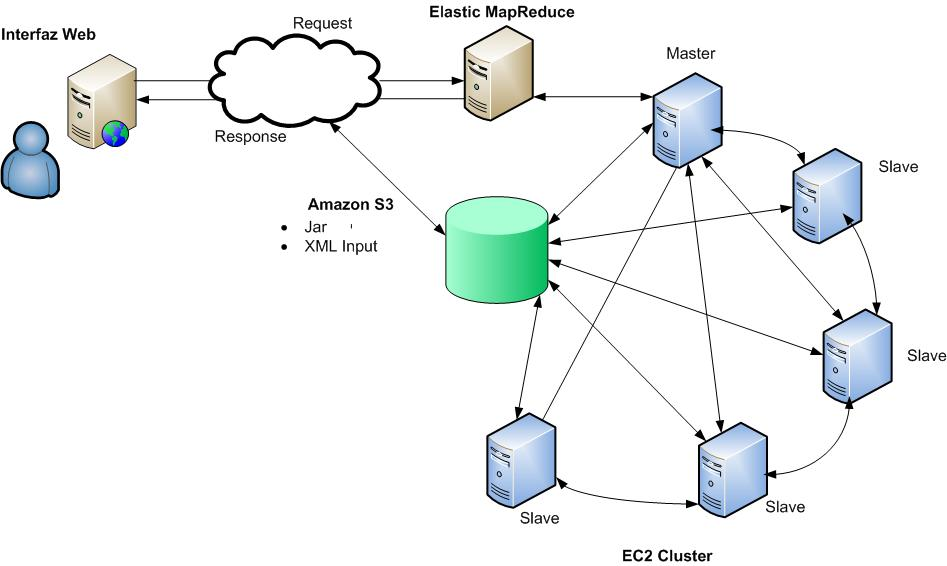 Elastic MapReduce
Request
Interfaz Web
Master
Response
Slave
Amazon S3
• Jar
• XML Input
Slave
Slave
Slave
EC2 Cluster